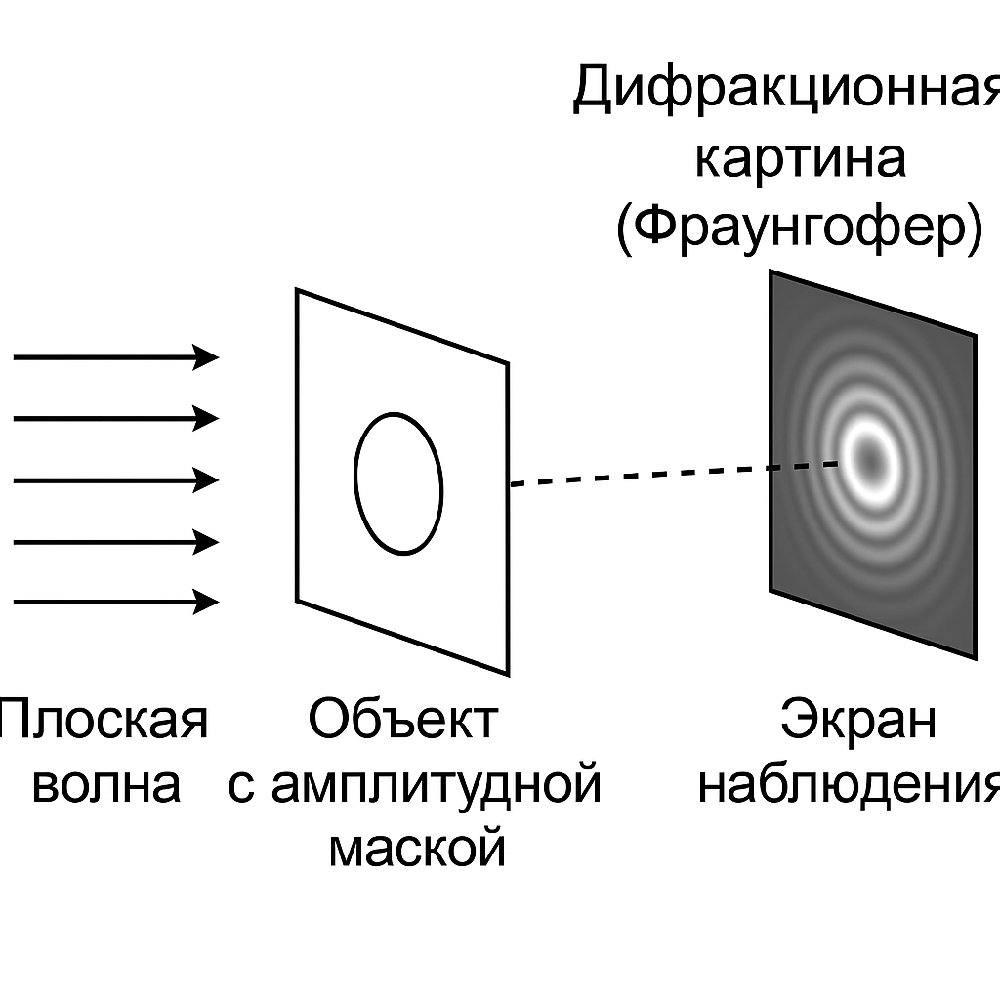 Дифракционная
картина
(Фраунгофер)
Плоская
волна
Объект
с амплитудной
маской
Экран
наблюдения